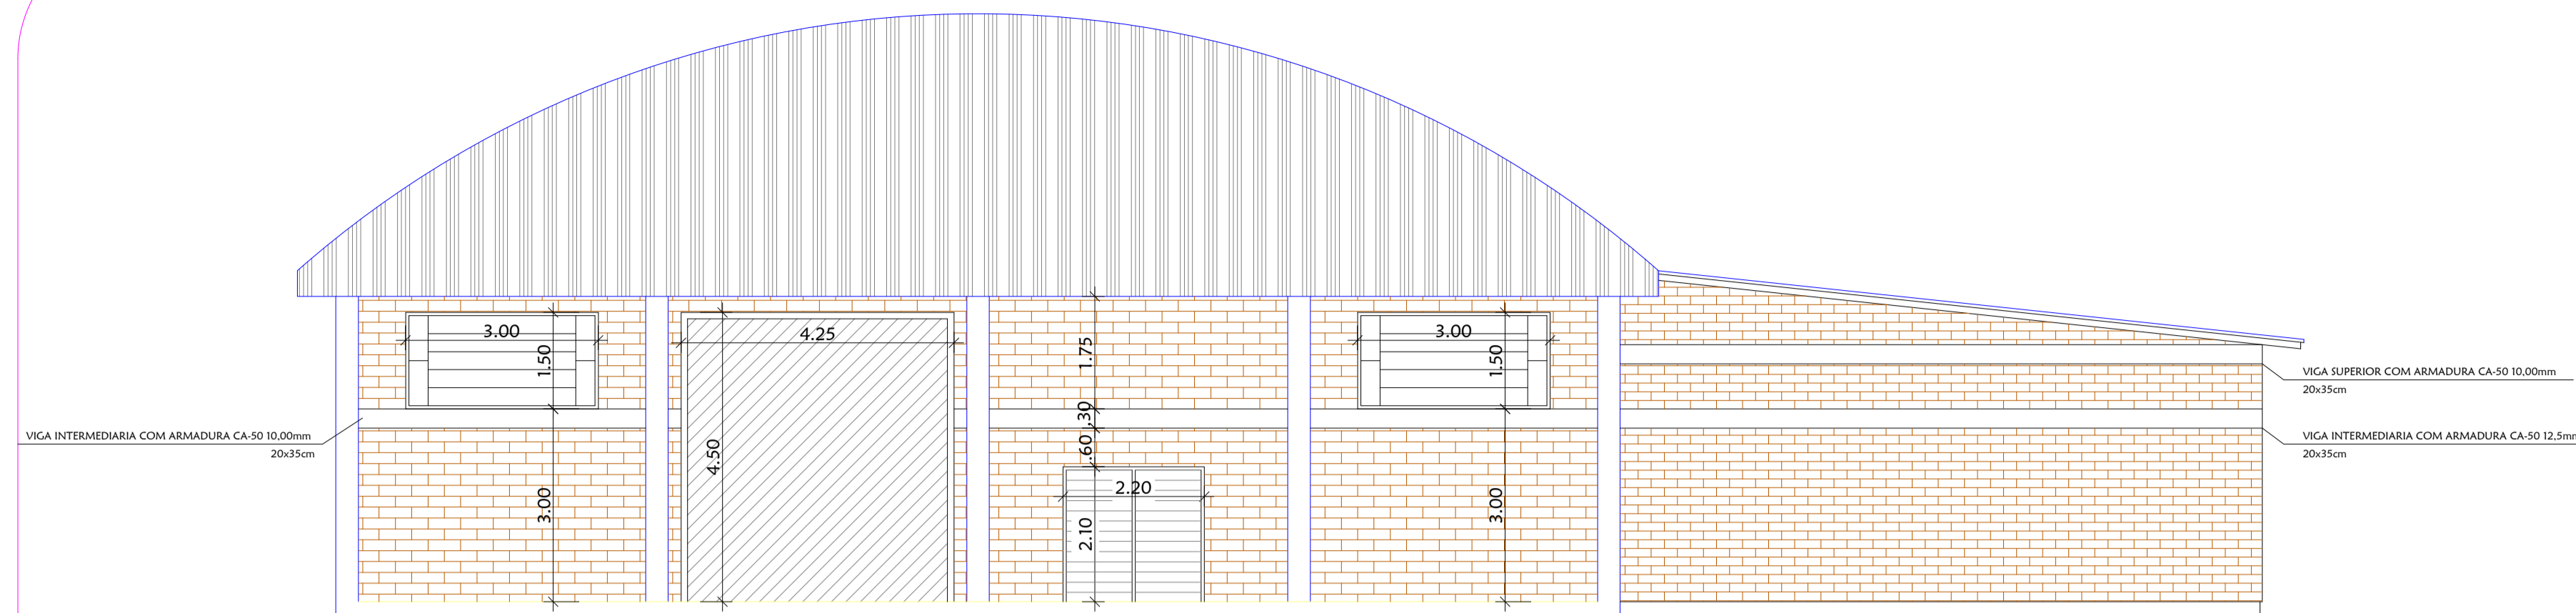 3.00
1.50
4.25
1.75
3.00
1.50
VIGA SUPERIOR COM ARMADURA CA-50 10,00mm
20x35cm
,30
VIGA INTERMEDIARIA COM ARMADURA CA-50 10,00mm
20x35cm
4.50
.60
VIGA INTERMEDIARIA COM ARMADURA CA-50 12,5mm
20x35cm
2.20
3.00
2.10
3.00